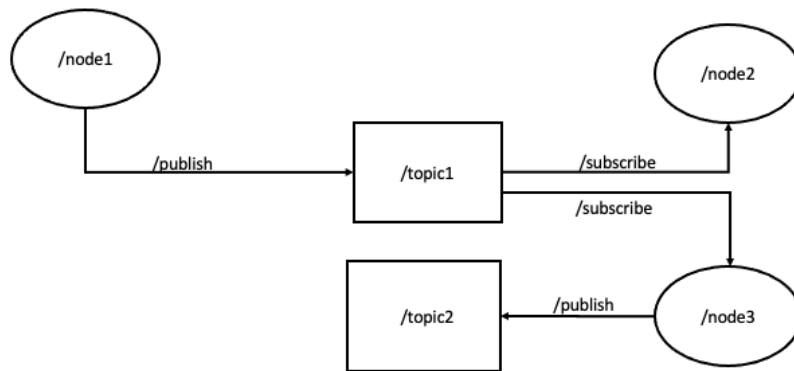 /node1
/node2
/publish
/topic1
/subscribe
/subscribe
/topic2
/publish
/node3